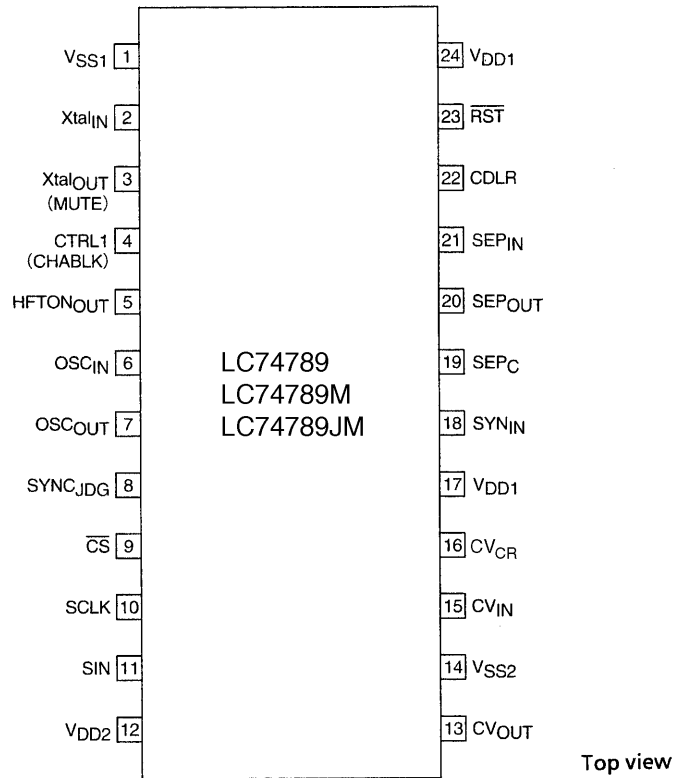 VSS1 1
XtalIN 2
XtalOUT 3
(MUTE)
CTRL1 4
(CHABLK)
HFTONOUT 5
OSCIN 6
OSCOUT 7
SYNCJDG 8
CS 9
SCLK 10
SIN 11
VDD2 12
LC74789
LC74789M
LC74789JM
24 VDD1
23 RST
22 CDLR
21 SEPIN
20 SEPOUT
19 SEPC
18 SYNIN
17 VDD1
16 CVCR
15 CVIN
14 VSS2
13 CVOUT
Top view